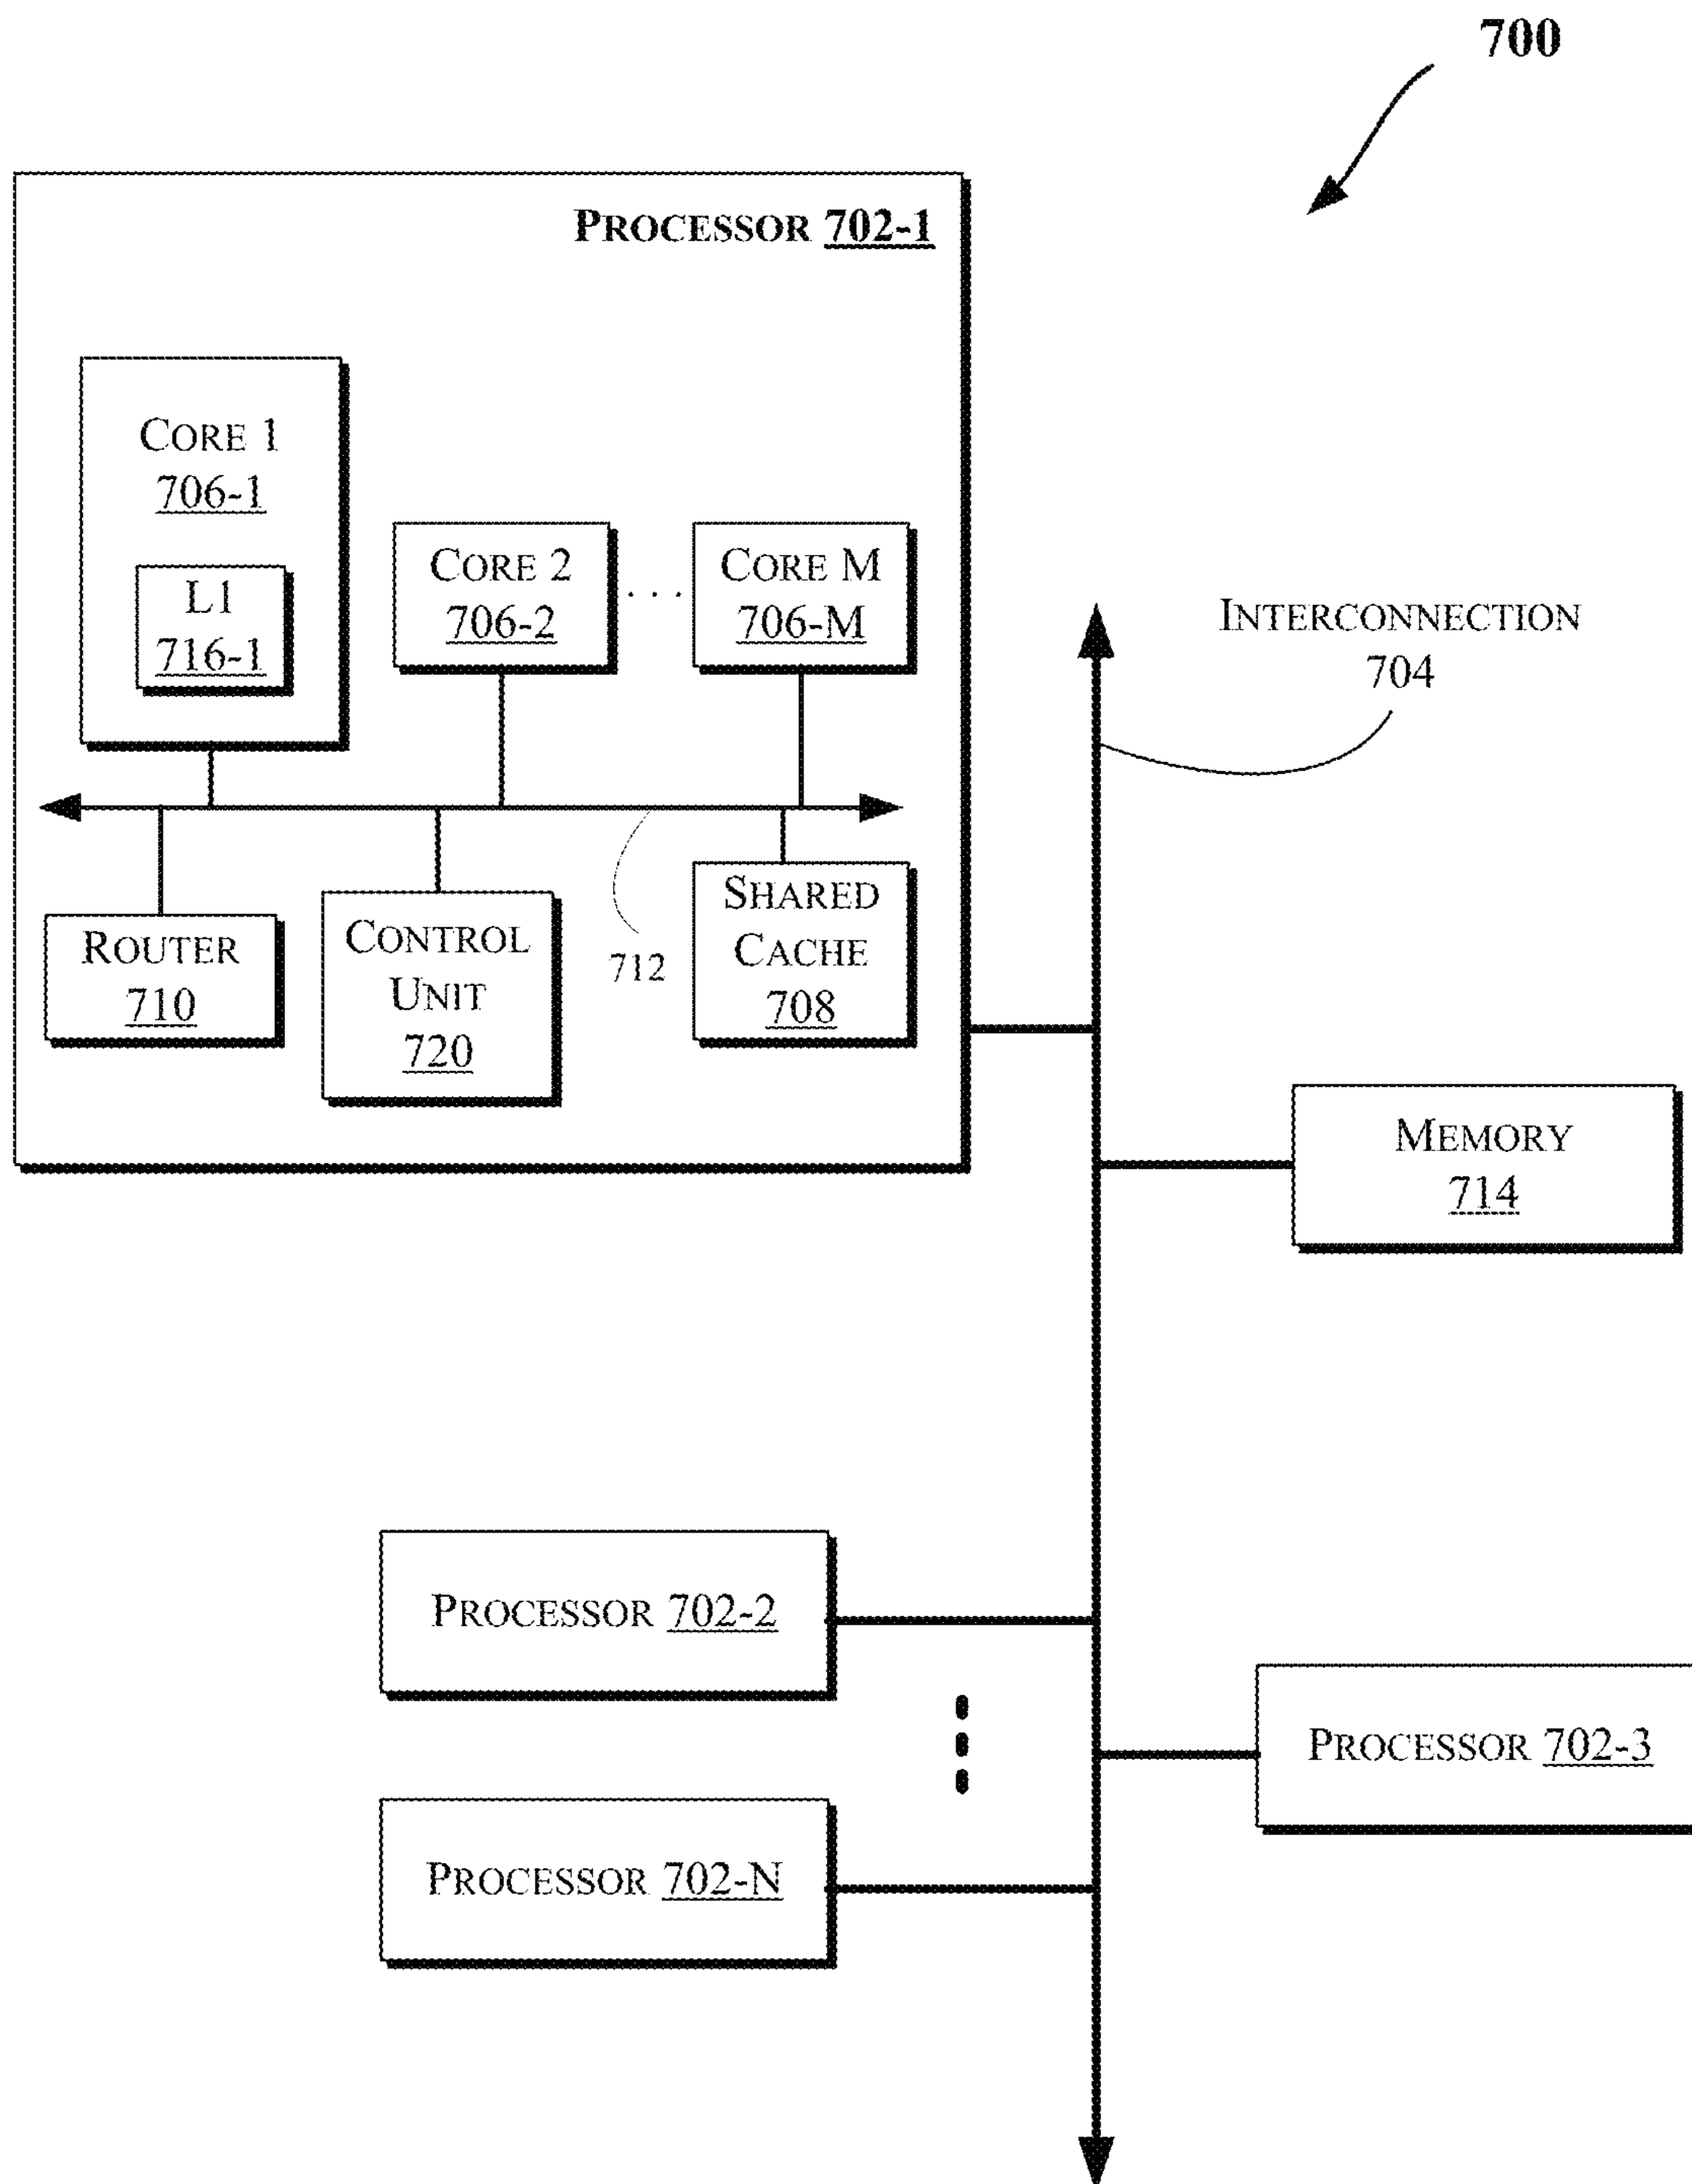 700
PROCESSOR 702-1
CORE 1
706-1
L1
716-1
CORE 2
706-2
. . .
CORE M
706-M
INTERCONNECTION
704
ROUTER
710
CONTROL
UNIT
720
712
SHARED
CACHE
708
MEMORY
714
PROCESSOR 702-2
PROCESSOR 702-3
PROCESSOR 702-N